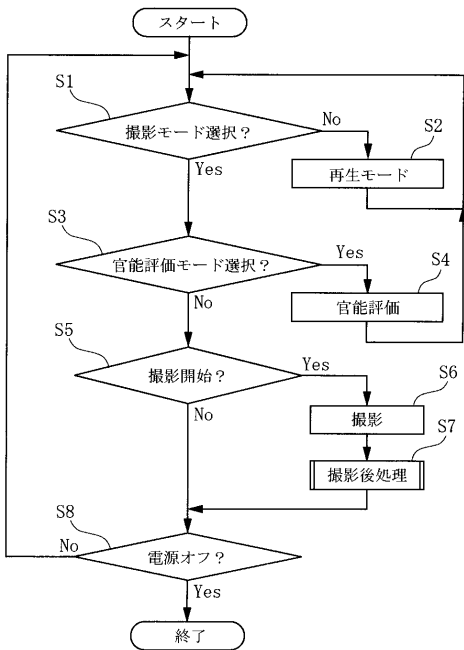 スタート
S1
撮影モード選択?
No
S2
再生モード
Yes
S3
官能評価モード選択?
Yes
S4
官能評価
No
S5
撮影開始?
Yes
S6
撮影
No
S7
撮影後処理
S8
No
電源オフ?
Yes
終了